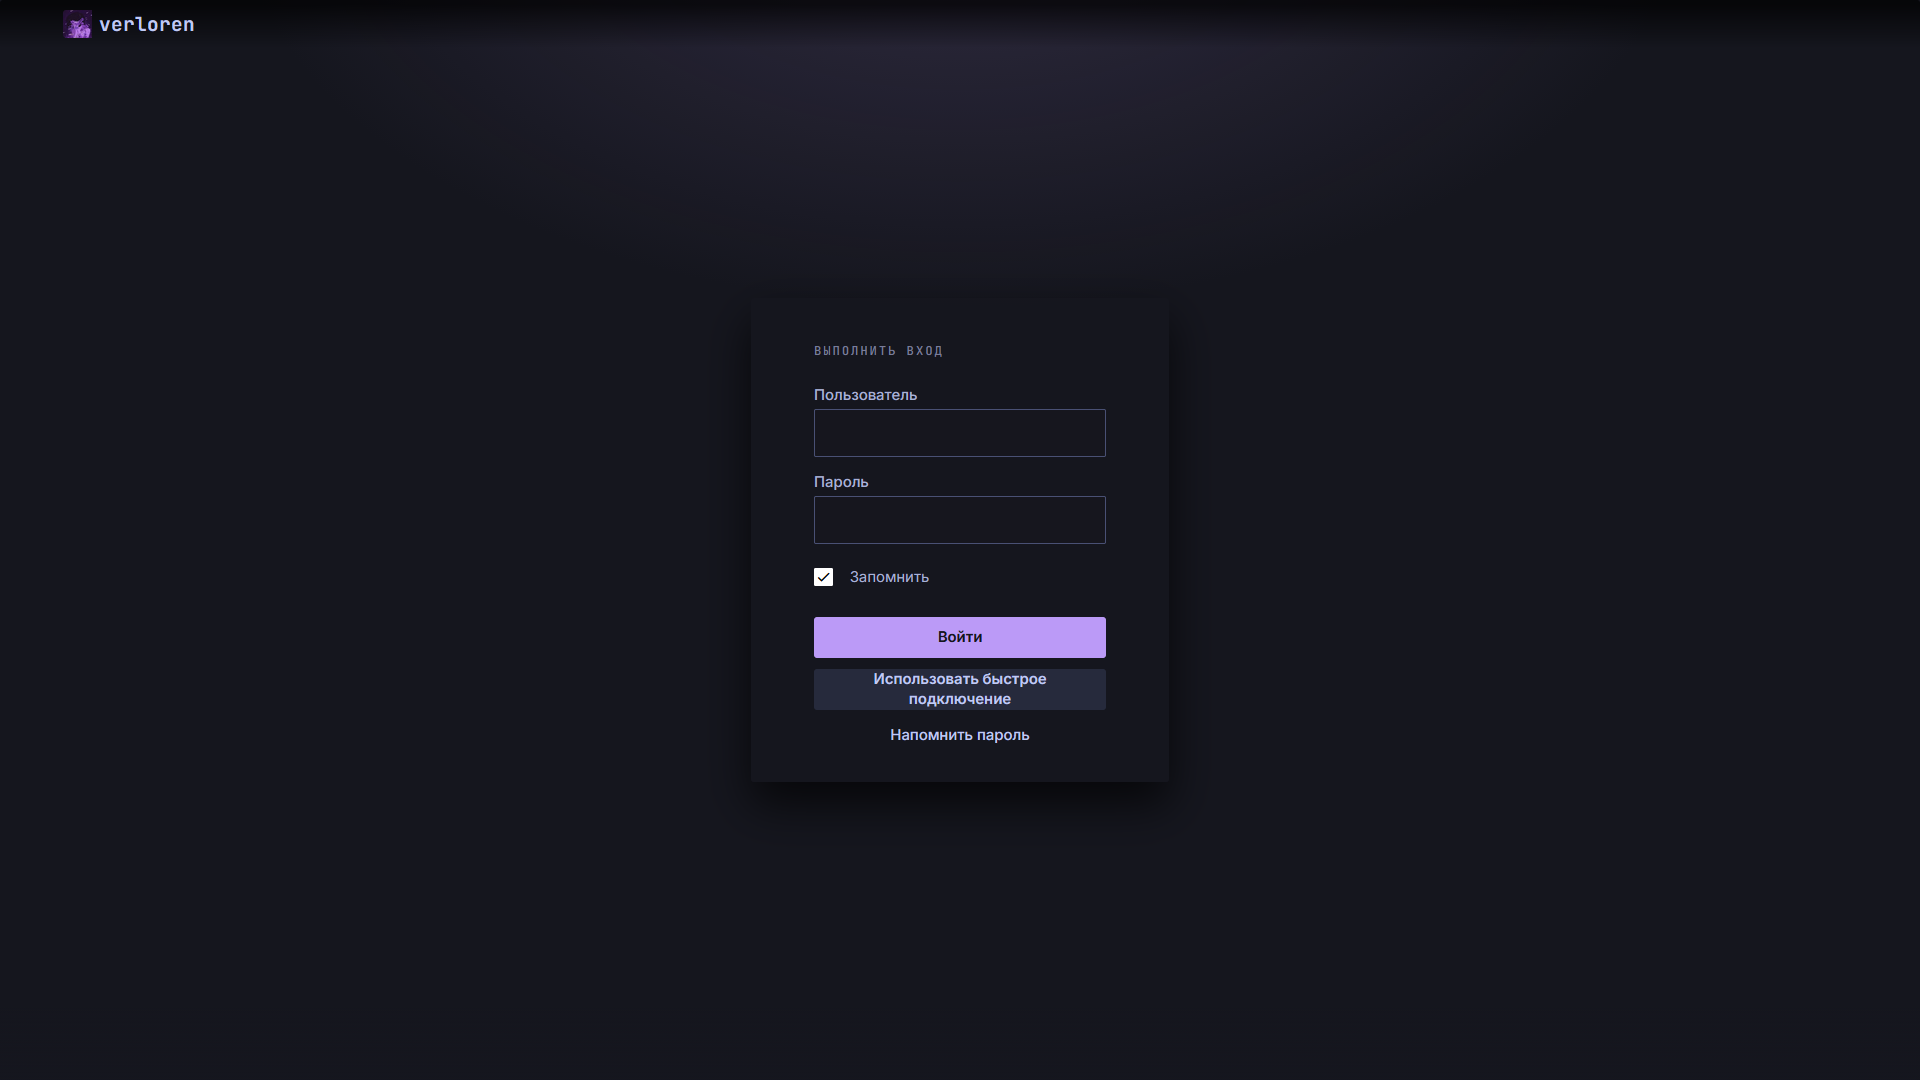 verloren
ВЫПОЛНИТЬ ВХОД
Пользователь
Пароль
Запомнить
Войти
Использовать быстрое
подключение
Напомнить пароль